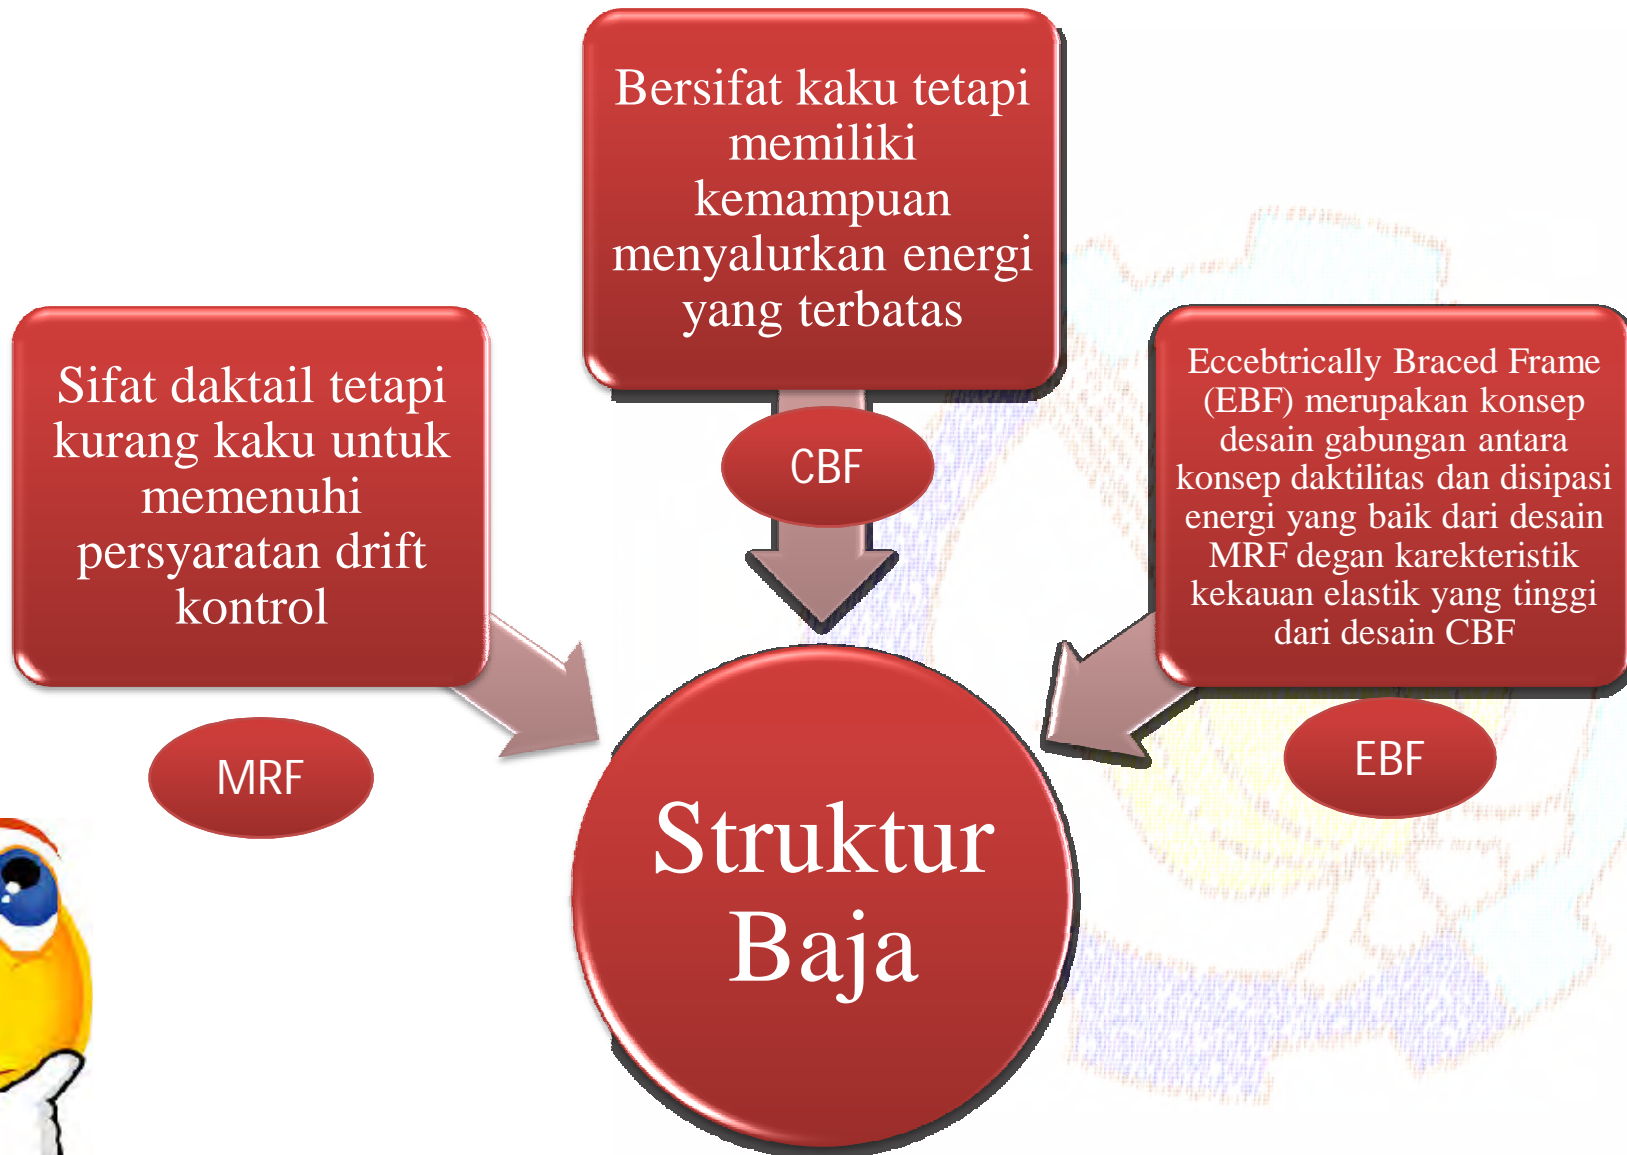 Bersifat kaku tetapi
memiliki
kemampuan
menyalurkan energi
yang terbatas
CBF
Sifat daktail tetapi
kurang kaku untuk
memenuhi
persyaratan drift
kontrol
MRF
Eccebtrically Braced Frame
(EBF) merupakan konsep
desain gabungan antara
konsep daktilitas dan disipasi
energi yang baik dari desain
MRF degan karekteristik
kekauan elastik yang tinggi
dari desain CBF
EBF
Struktur
Baja